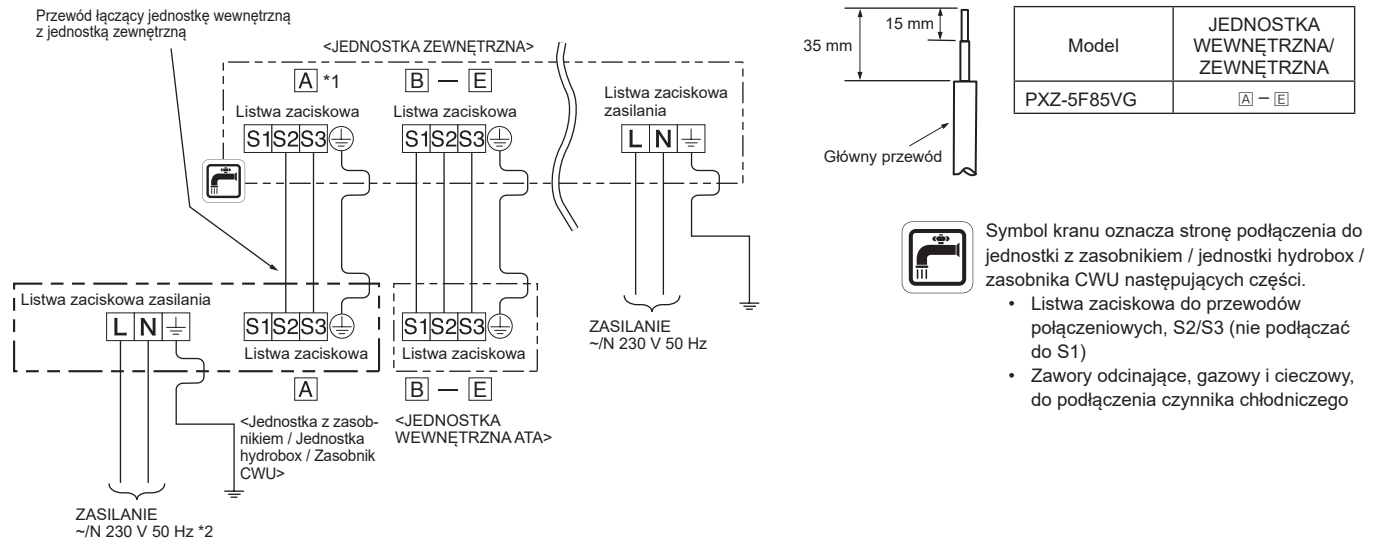 Przewód łączący jednostkę wewnętrzną
z jednostką zewnętrzną
<JEDNOSTKA ZEWNĘTRZNA>
A *1
B — E
Listwa zaciskowa
Listwa zaciskowa
Listwa zaciskowa
zasilania
S1 S2 S3
S1 S2 S3
L N
Listwa zaciskowa zasilania
L N
S1 S2 S3
S1 S2 S3
Listwa zaciskowa
Listwa zaciskowa
ZASILANIE
~/N 230 V 50 Hz
A
B — E
<Jednostka z zasob-
nikiem / Jednostka
hydrobox / Zasobnik
CWU>
<JEDNOSTKA
WEWNĘTRZNA ATA>
ZASILANIE
~/N 230 V 50 Hz *2
15 mm
35 mm
Główny przewód
Model
JEDNOSTKA
WEWNĘTRZNA/
ZEWNĘTRZNA
PXZ-5F85VG
A – E
Symbol kranu oznacza stronę podłączenia do
jednostki z zasobnikiem / jednostki hydrobox /
zasobnika CWU następujących części.
• Listwa zaciskowa do przewodów
połączeniowych, S2/S3 (nie podłączać
do S1)
• Zawory odcinające, gazowy i cieczowy,
do podłączenia czynnika chłodniczego